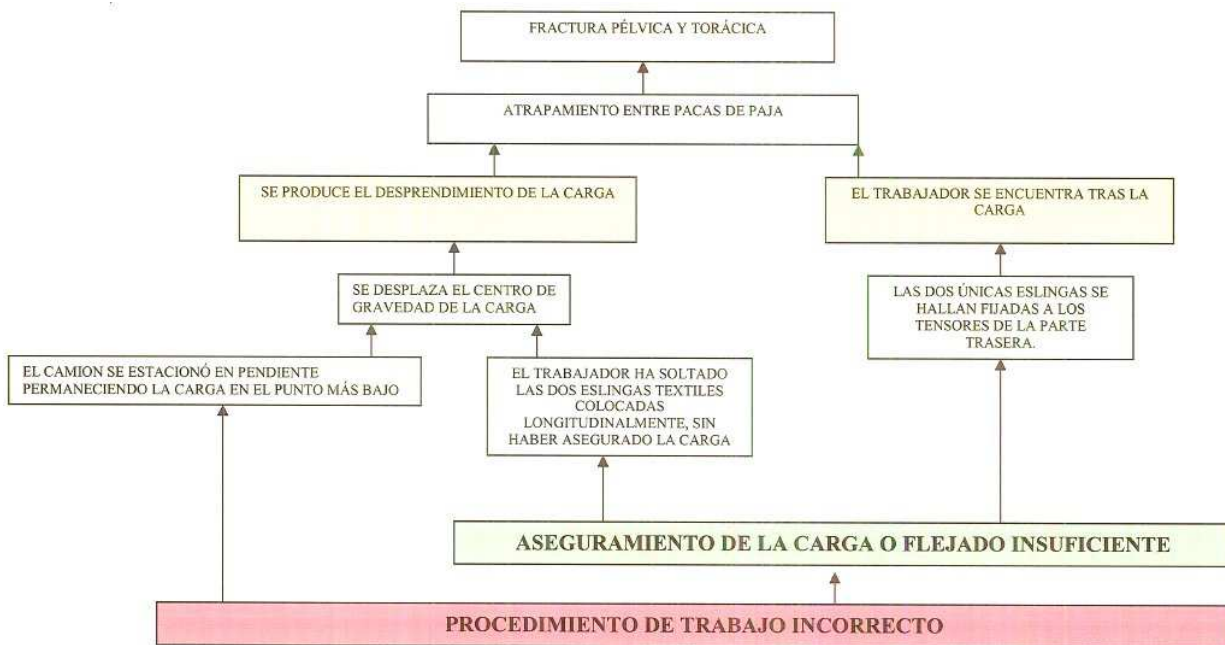 FRACTURA PÉLVICA Y TORÁCICA
ATRAPAMIENTO ENTRE PACAS DE PAJA
SE PRODUCE EL DESPRENDIMIENTO DE LA CARGA
EL TRABAJADOR SE ENCUENTRA TRAS LA
CARGA
SE DESPLAZA EL CENTRO DE
GRAVEDAD DE LA CARGA
LAS DOS ÚNICAS ESLINGAS SE
HALLAN FIJADAS A LOS
TENSORES DE LA PARTE
TRASERA.
EL CAMION SE ESTACIONÓ EN PENDIENTE
PERMANECIENDO LA CARGA EN EL PUNTO MÁS BAJO
EL TRABAJADOR HA SOLTADO
LAS DOS ESLINGAS TEXTILES
COLOCADAS
LONGITUDINALMENTE, SIN
HABER ASEGURADO LA CARGA
ASEGURAMIENTO DE LA CARGA O FLEJADO INSUFICIENTE
PROCEDIMIENTO DE TRABAJO INCORRECTO